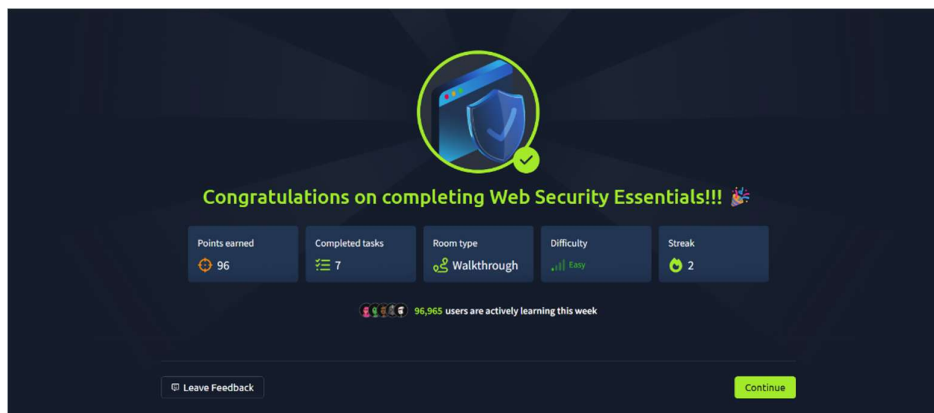 Congratulations on completing Web Security Essentials!!! 🎉
Points earned
96
Completed tasks
7
Room type
Walkthrough
Difficulty
Easy
Streak
2
96,965 users are actively learning this week
Leave Feedback
Continue